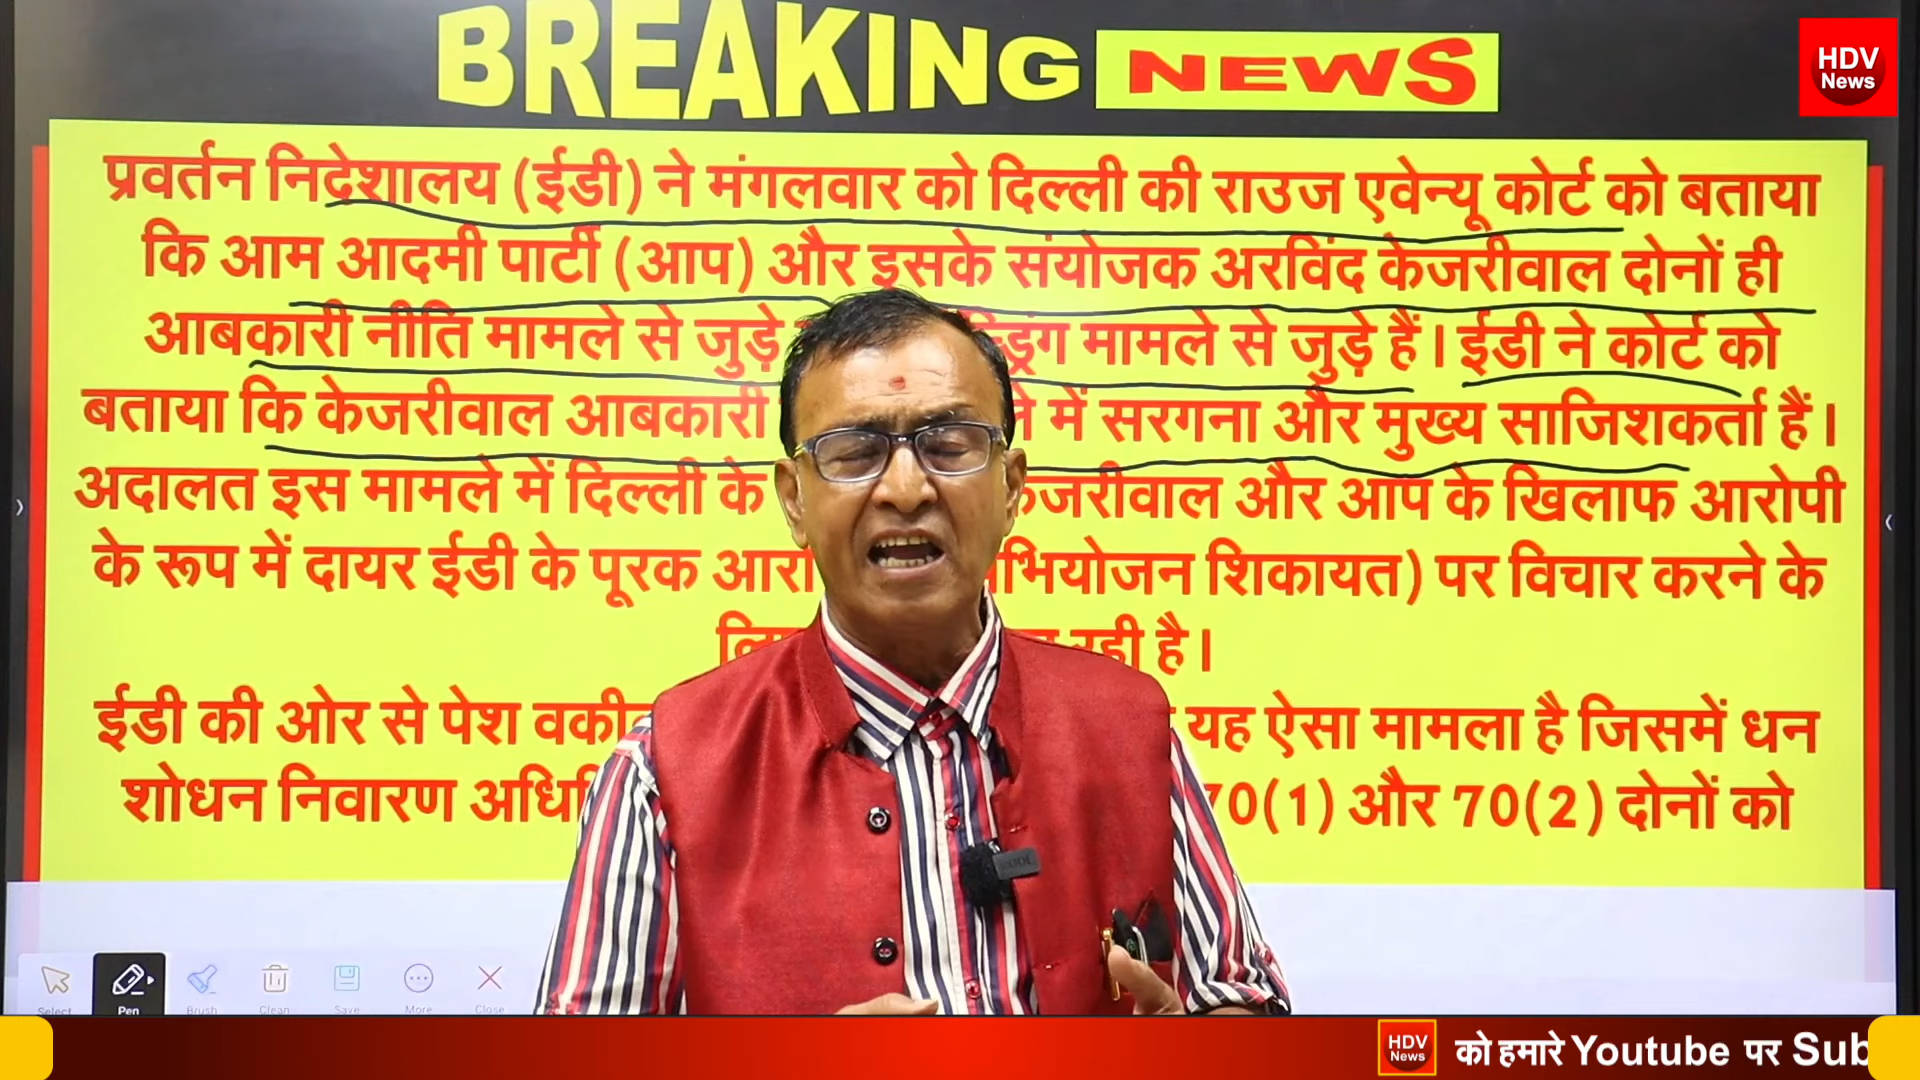 BREAKING NEWS
HDV
News
प्रवर्तन निदेशालय (ईडी) ने मंगलवार को दिल्ली की राउज एवेन्यू कोर्ट को बताया
कि आम आदमी पार्टी (आप) और इसके संयोजक अरविंद केजरीवाल दोनों ही
आबकारी नीति मामले से जुड़े मामले से जुड़े हैं। ईडी ने कोर्ट को
बताया कि केजरीवाल आबकारी में सरगना और मुख्य साजिशकर्ता हैं।
अदालत इस मामले में दिल्ली के केजरीवाल और आप के खिलाफ आरोपी
के रूप में दायर ईडी के पूरक पर विचार करने के
रही है।
ईडी की ओर से पेश यह ऐसा मामला है जिसमें धन
शोधन निवारण 70(1) और 70(2) दोनों को
Select Pen Brush Clean Save More Close
HDV
News
को हमारे Youtube पर Sub